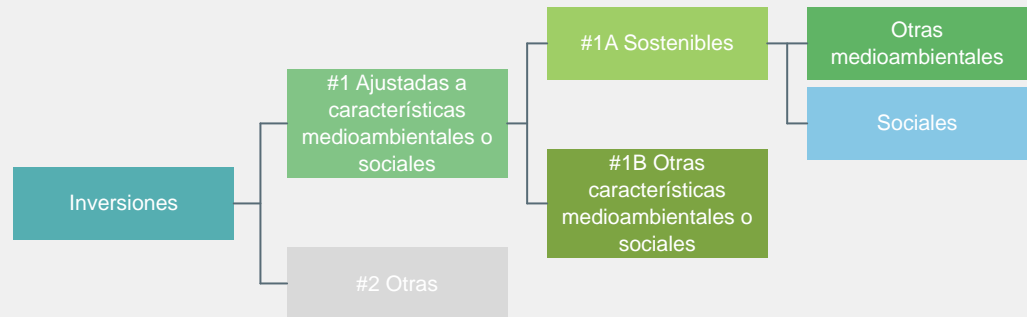 Inversiones
#1 Ajustadas a
características
medioambientales o
sociales
#2 Otras
#1A Sostenibles
#1B Otras
características
medioambientales o
sociales
Otras
medioambientales
Sociales